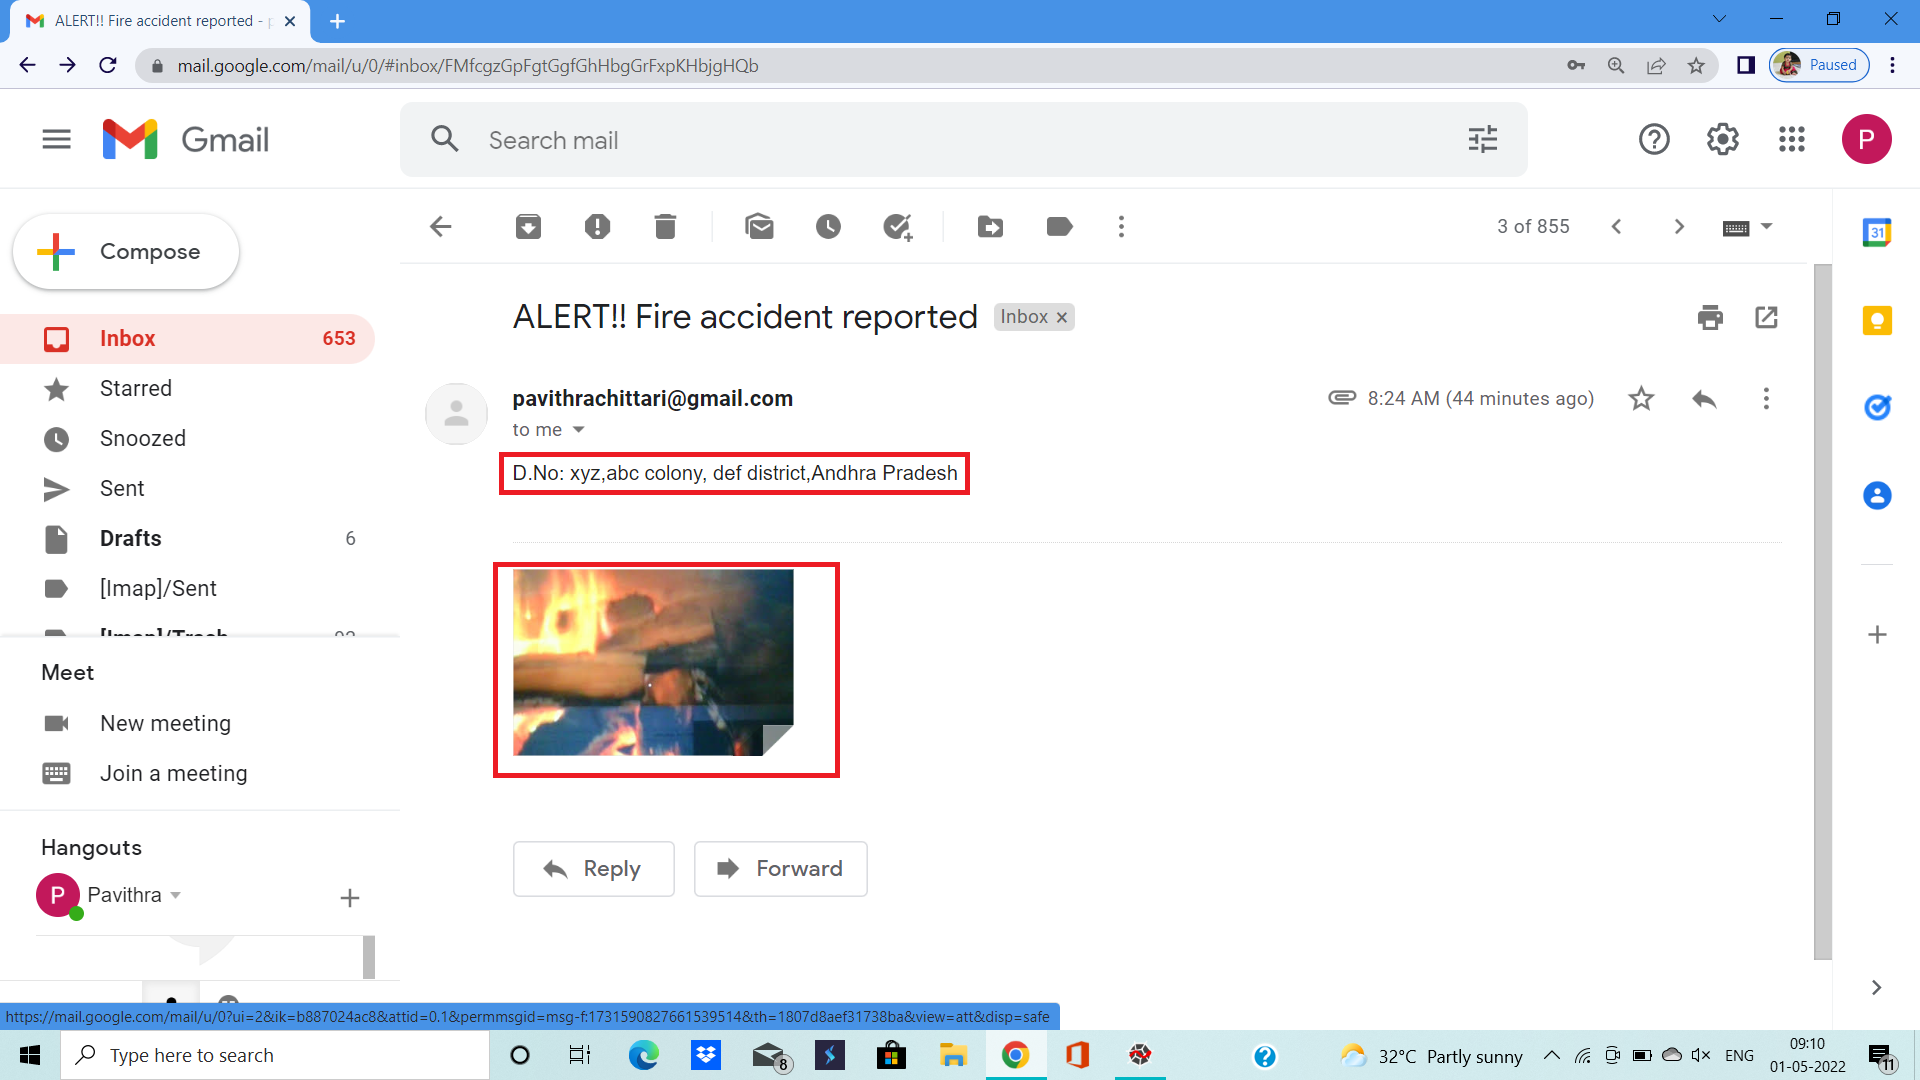 ALERT!! Fire accident reported - p
mail.google.com/mail/u/0/#inbox/FMfcgzGpFgtGgfGhHbgGrFxpKHbjgHQb
Paused
Gmail
Search mail
P
Compose
3 of 855
31
ALERT!! Fire accident reported
Inbox x
Inbox 653
Starred
Snoozed
Sent
Drafts 6
[Imap]/Sent
[Imap]/Trash
pavithrachittari@gmail.com
8:24 AM (44 minutes ago)
to me
D.No: xyz,abc colony, def district,Andhra Pradesh
Meet
New meeting
Join a meeting
Hangouts
P Pavithra
Reply
Forward
https://mail.google.com/mail/u/0?ui=2&ik=b887024ac8&attid=0.1&permmsgid=msg-f:1731590827661539514&th=1807d8aef31738ba&view=att&disp=safe
Type here to search
8
32°C Partly sunny
ENG
09:10
01-05-2022
11